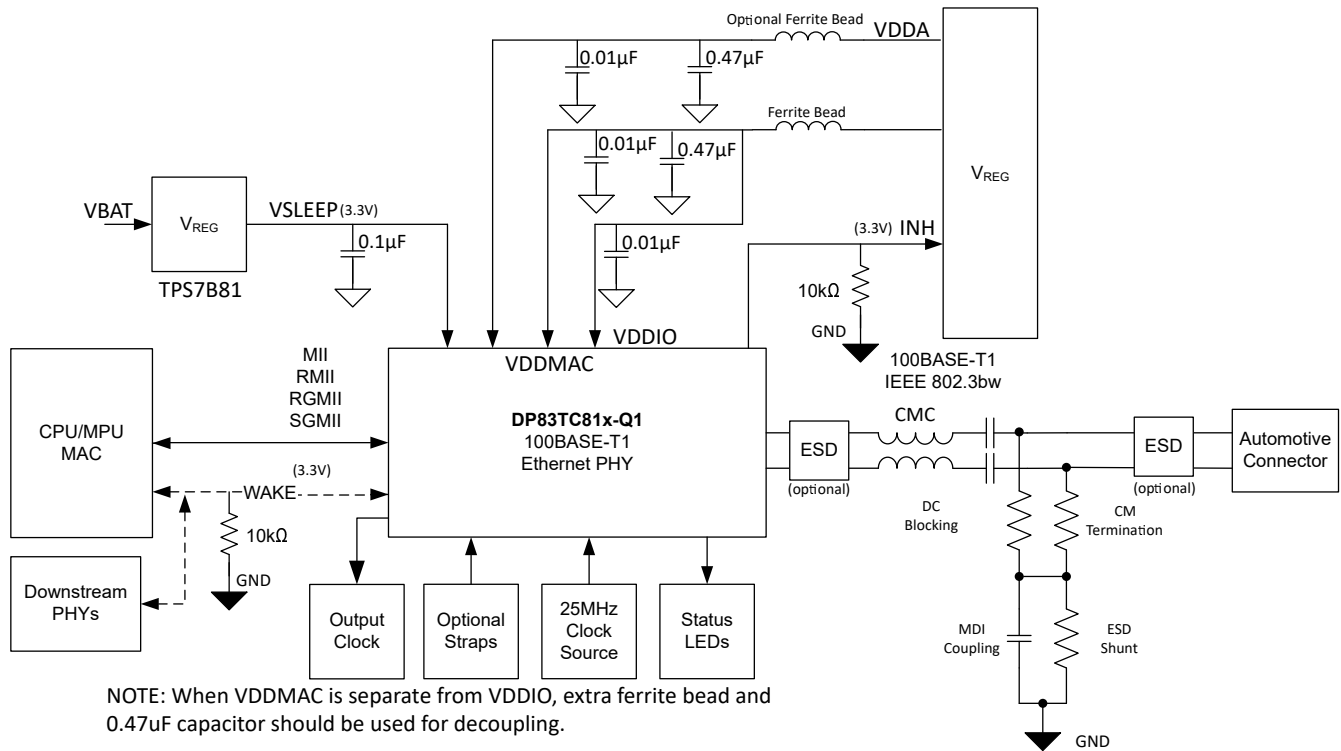 Optional Ferrite Bead
VDDA
0.01µF
0.47µF
Ferrite Bead
0.01µF
0.47µF
VREG
VBAT
VREG
VSLEEP (3.3V)
0.1µF
TPS7B81
0.01µF
(3.3V) INH
10kΩ
GND
VDDIO
VDDMAC
100BASE-T1
IEEE 802.3bw
MII
RMII
RGMII
SGMII
CPU/MPU
MAC
DP83TC81x-Q1
100BASE-T1
Ethernet PHY
CMC
ESD
(optional)
ESD
(optional)
Automotive
Connector
(3.3V)
WAKE
10kΩ
GND
DC
Blocking
CM
Termination
Downstream
PHYs
Output
Clock
Optional
Straps
25MHz
Clock
Source
Status
LEDs
MDI
Coupling
ESD
Shunt
GND
NOTE: When VDDMAC is separate from VDDIO, extra ferrite bead and
0.47uF capacitor should be used for decoupling.